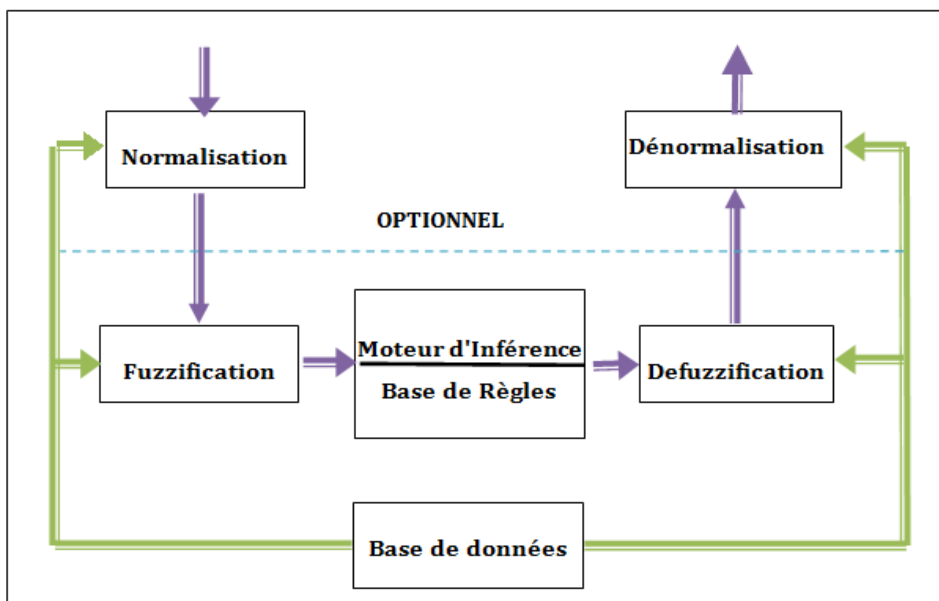 Normalisation
Dénormalisation
OPTIONNEL
Fuzzification
Moteur d'Inférence
Base de Règles
Defuzzification
Base de données